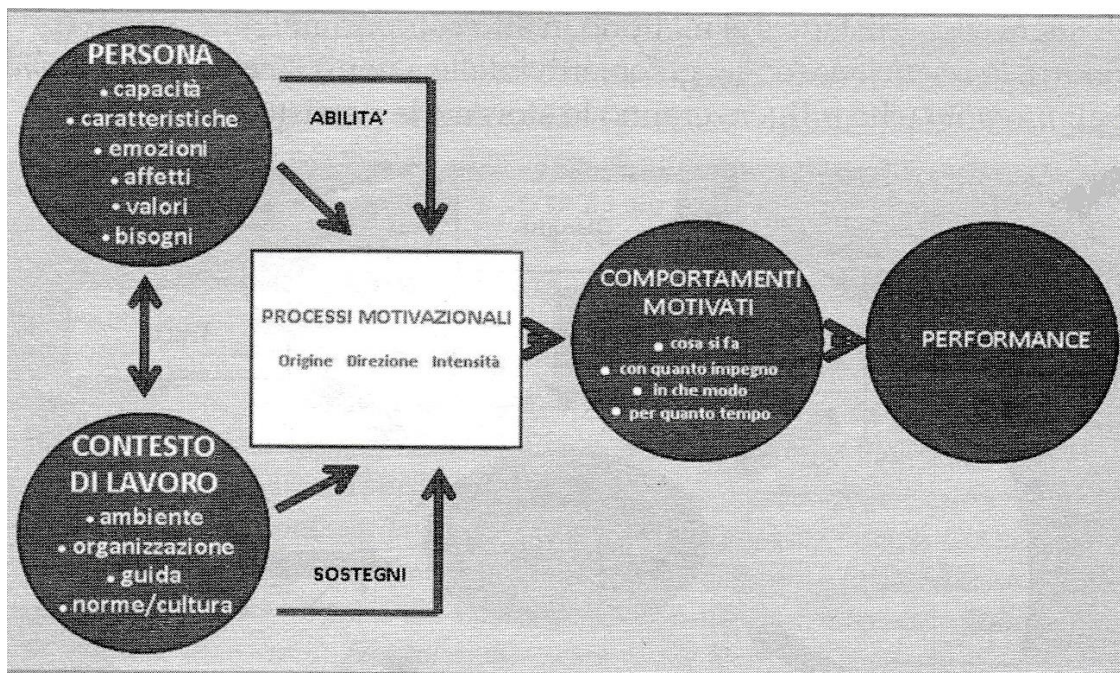 PERSONA
• capacità
• caratteristiche
• emozioni
• affetti
• valori
• bisogni
ABILITA'
PROCESSI MOTIVAZIONALI
Origine Direzione Intensità
COMPORTAMENTI
MOTIVATI
• cosa si fa
• con quanto impegno
• in che modo
• per quanto tempo
PERFORMANCE
CONTESTO
DI LAVORO
• ambiente
• organizzazione
• guida
• norme/cultura
SOSTEGNI